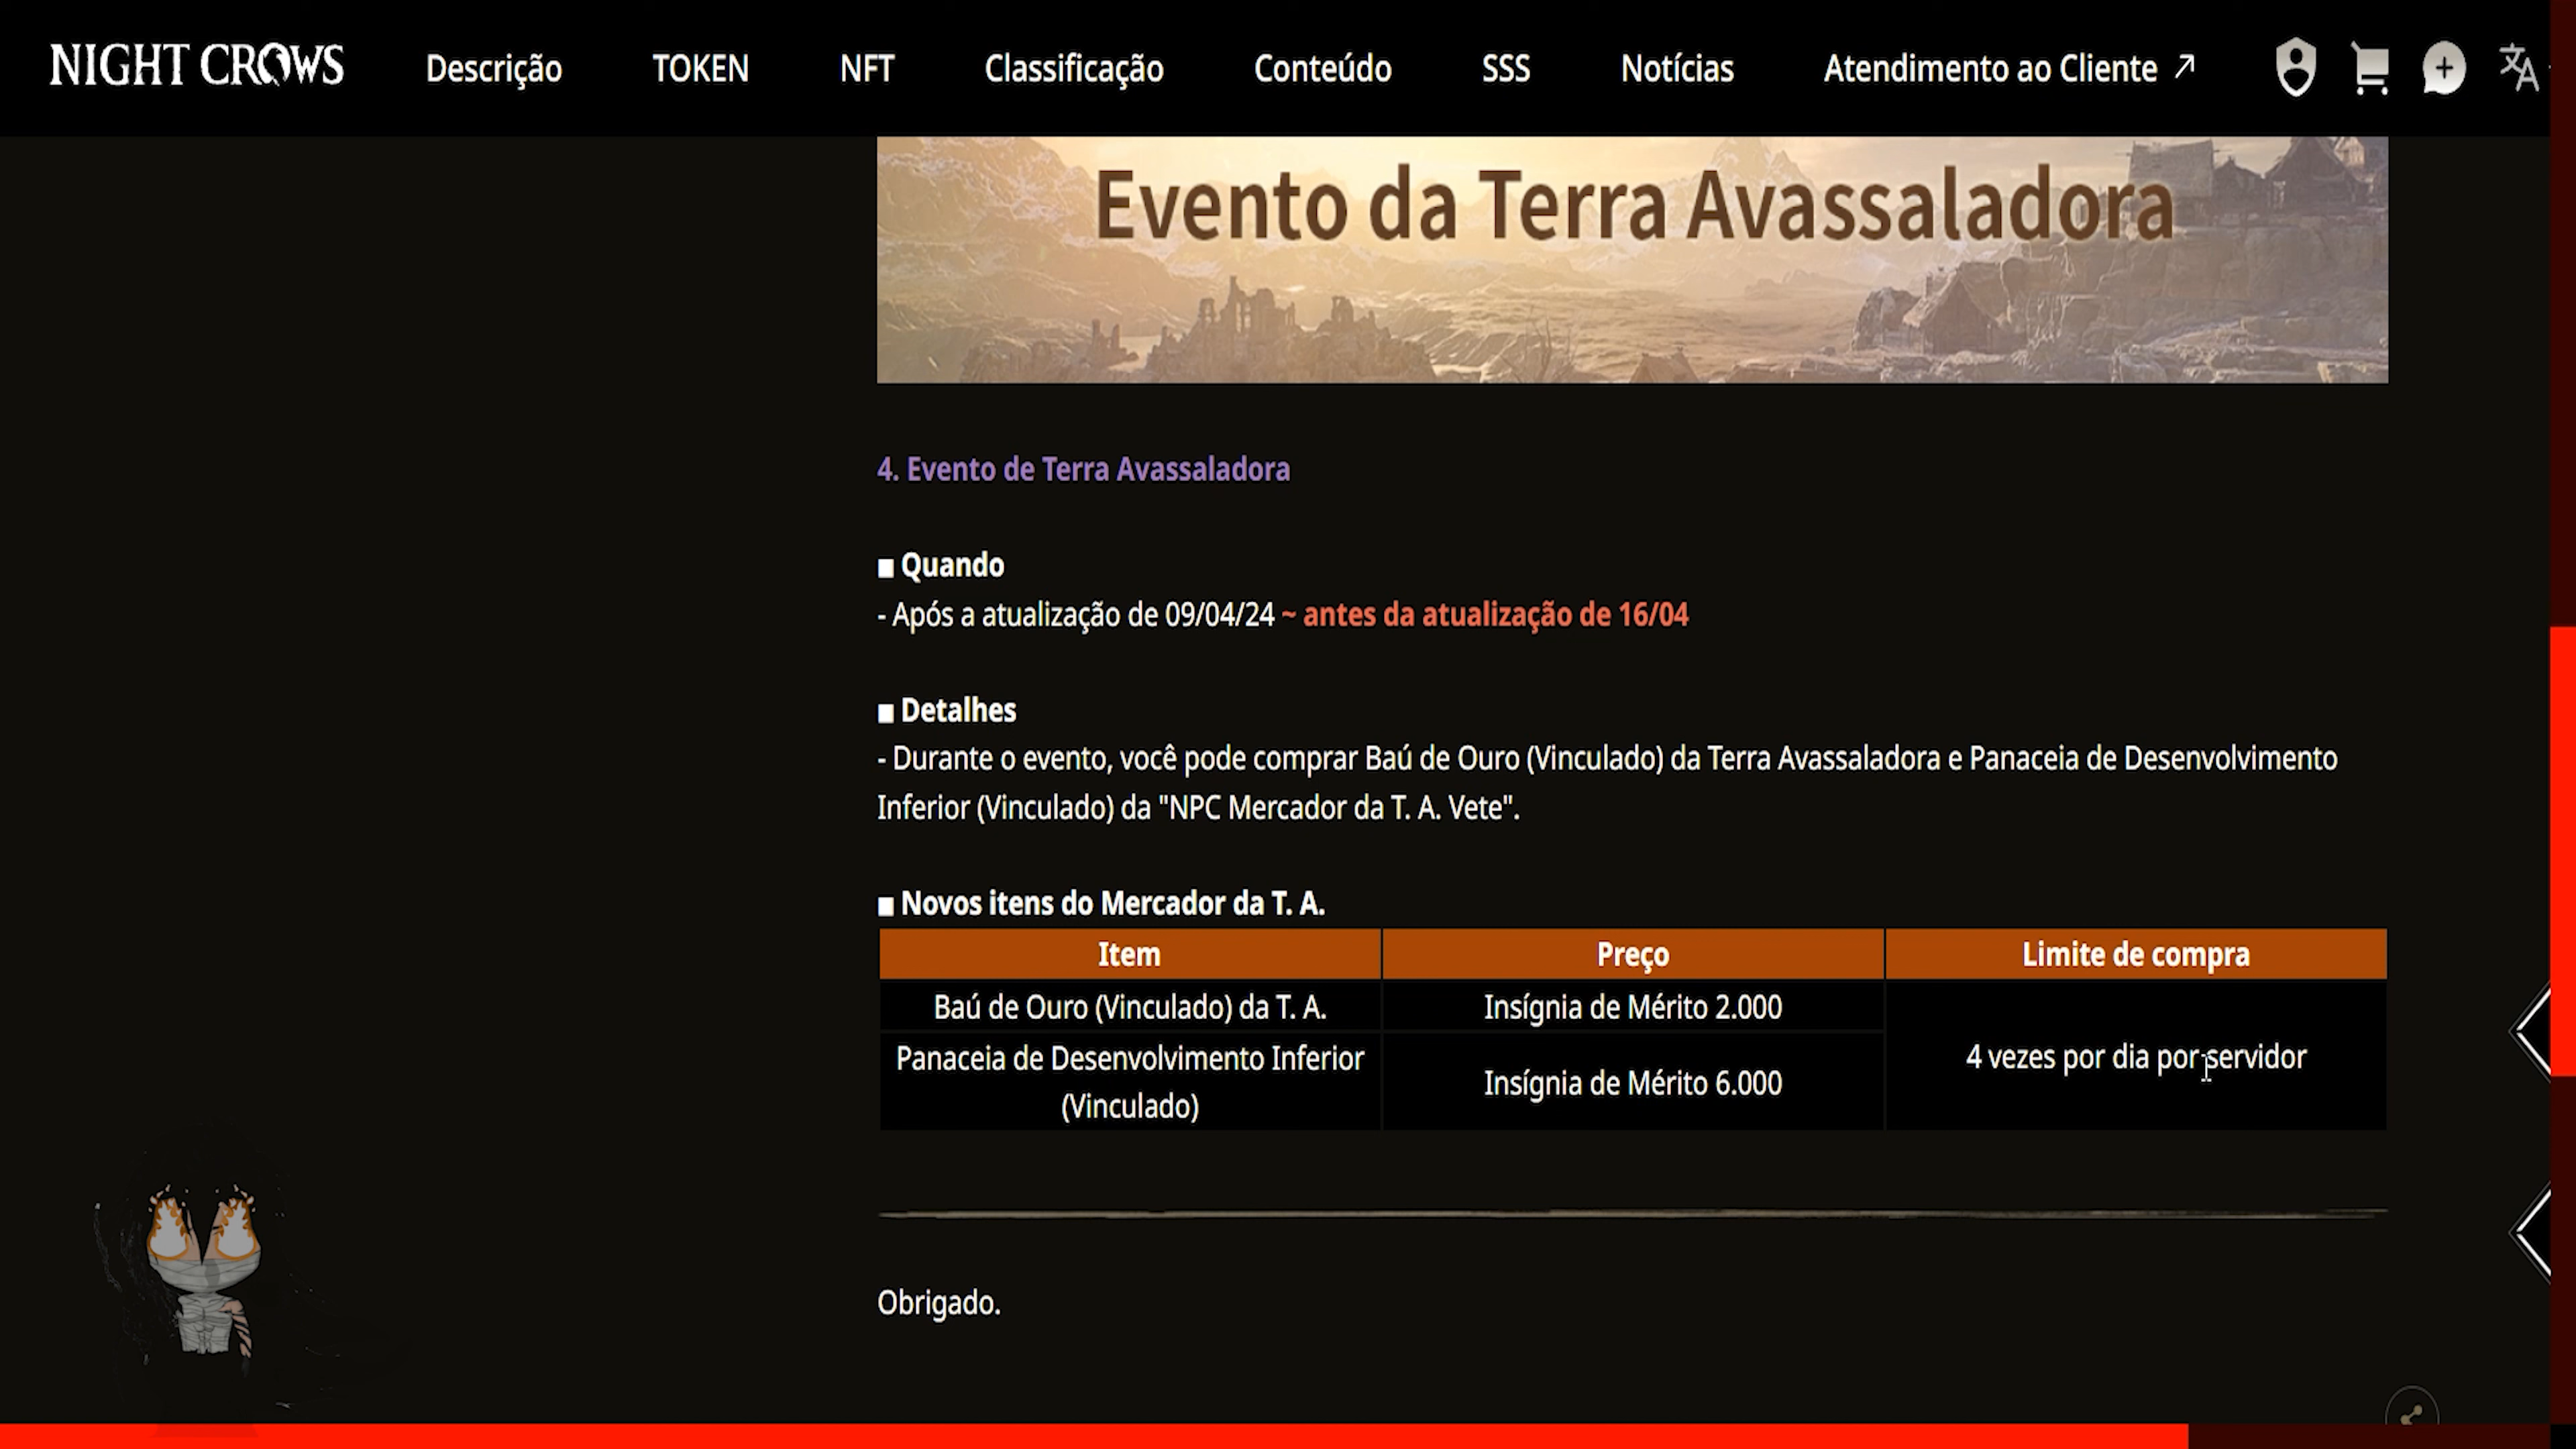 NIGHT CROWS
Descrição
TOKEN
NFT
Classificação
Conteúdo
SSS
Notícias
Atendimento ao Cliente
Evento da Terra Avassaladora
4. Evento de Terra Avassaladora
■ Quando
- Após a atualização de 09/04/24 ~ antes da atualização de 16/04
■ Detalhes
- Durante o evento, você pode comprar Baú de Ouro (Vinculado) da Terra Avassaladora e Panaceia de Desenvolvimento
Inferior (Vinculado) da "NPC Mercador da T. A. Vete".
■ Novos itens do Mercador da T. A.
Item
Preço
Limite de compra
Baú de Ouro (Vinculado) da T. A.
Insígnia de Mérito 2.000
4 vezes por dia por servidor
Panaceia de Desenvolvimento Inferior
(Vinculado)
Insígnia de Mérito 6.000
Obrigado.